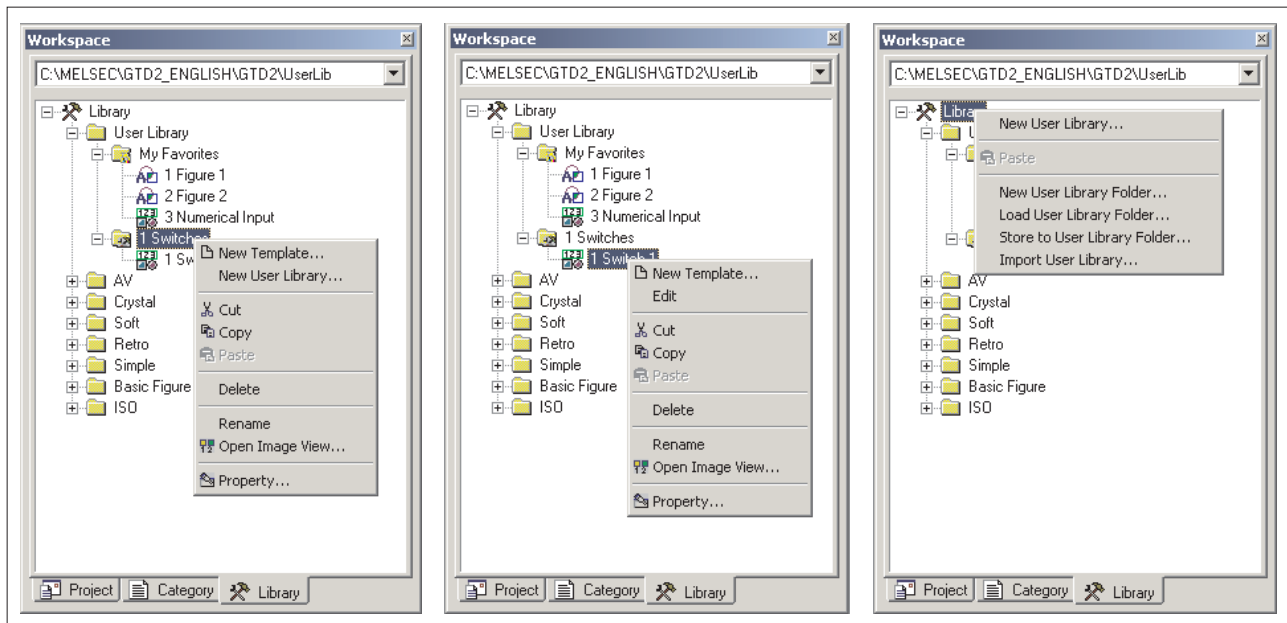 Workspace
C:\MELSEC\GTD2_ENGLISH\GTD2\UserLib
Library
User Library
My Favorites
1 Figure 1
2 Figure 2
3 Numerical Input
1 Switches
1 Sw
AV
Crystal
Soft
Retro
Simple
Basic Figure
ISO
New Template...
New User Library...
Cut
Copy
Paste
Delete
Rename
Open Image View...
Property...
Project
Category
Library
Workspace
C:\MELSEC\GTD2_ENGLISH\GTD2\UserLib
Library
User Library
My Favorites
1 Figure 1
2 Figure 2
3 Numerical Input
1 Switches
1 Switch 1
AV
Crystal
Soft
Retro
Simple
Basic Figure
ISO
New Template...
Edit
Cut
Copy
Paste
Delete
Rename
Open Image View...
Property...
Project
Category
Library
Workspace
C:\MELSEC\GTD2_ENGLISH\GTD2\UserLib
Library
New User Library...
Paste
New User Library Folder...
Load User Library Folder...
Store to User Library Folder...
Import User Library...
AV
Crystal
Soft
Retro
Simple
Basic Figure
ISO
Project
Category
Library